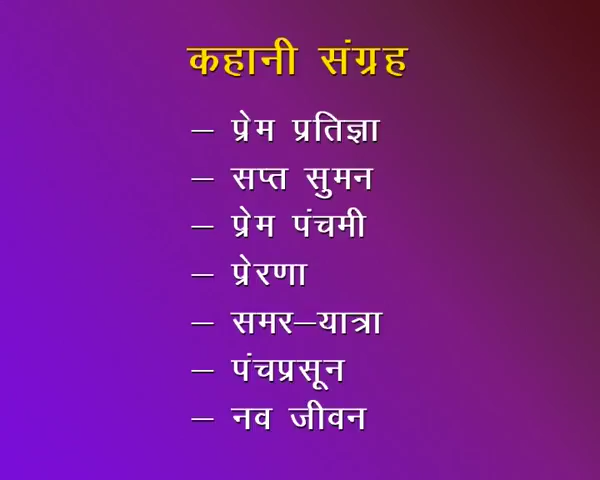 कहानी संग्रह
– प्रेम प्रतिज्ञा
– सप्त सुमन
– प्रेम पंचमी
– प्रेरणा
– समर–यात्रा
– पंचप्रसून
– नव जीवन